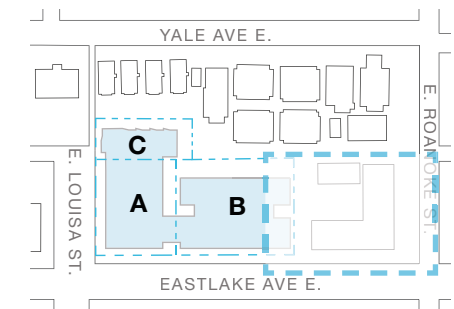 YALE AVE E.
E. ROANOKE ST.
C
E. LOUISA ST.
A
B
EASTLAKE AVE E.